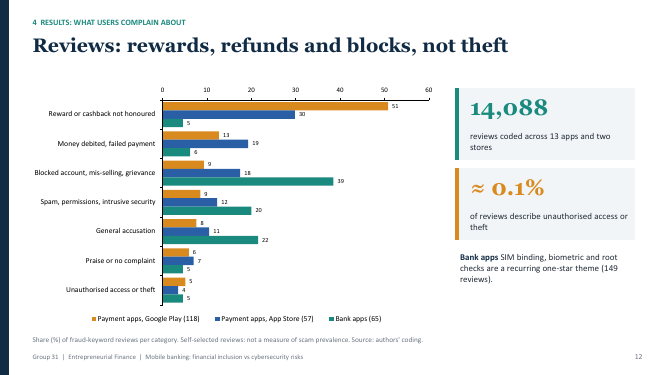 4 RESULTS: WHAT USERS COMPLAIN ABOUT
Reviews: rewards, refunds and blocks, not theft
0 10 20 30 40 50 60
Reward or cashback not honoured
51
30
5
Money debited, failed payment
13
19
6
Blocked account, mis-selling, grievance
9
18
39
Spam, permissions, intrusive security
9
12
20
General accusation
8
11
22
Praise or no complaint
6
7
5
Unauthorised access or theft
5
4
5
Payment apps, Google Play (118) Payment apps, App Store (57) Bank apps (65)
14,088
reviews coded across 13 apps and two
stores
≈ 0.1%
of reviews describe unauthorised access or
theft
Bank apps SIM binding, biometric and root
checks are a recurring one-star theme (149
reviews).
Share (%) of fraud-keyword reviews per category. Self-selected reviews: not a measure of scam prevalence. Source: authors' coding.
Group 31 | Entrepreneurial Finance | Mobile banking: financial inclusion vs cybersecurity risks
12